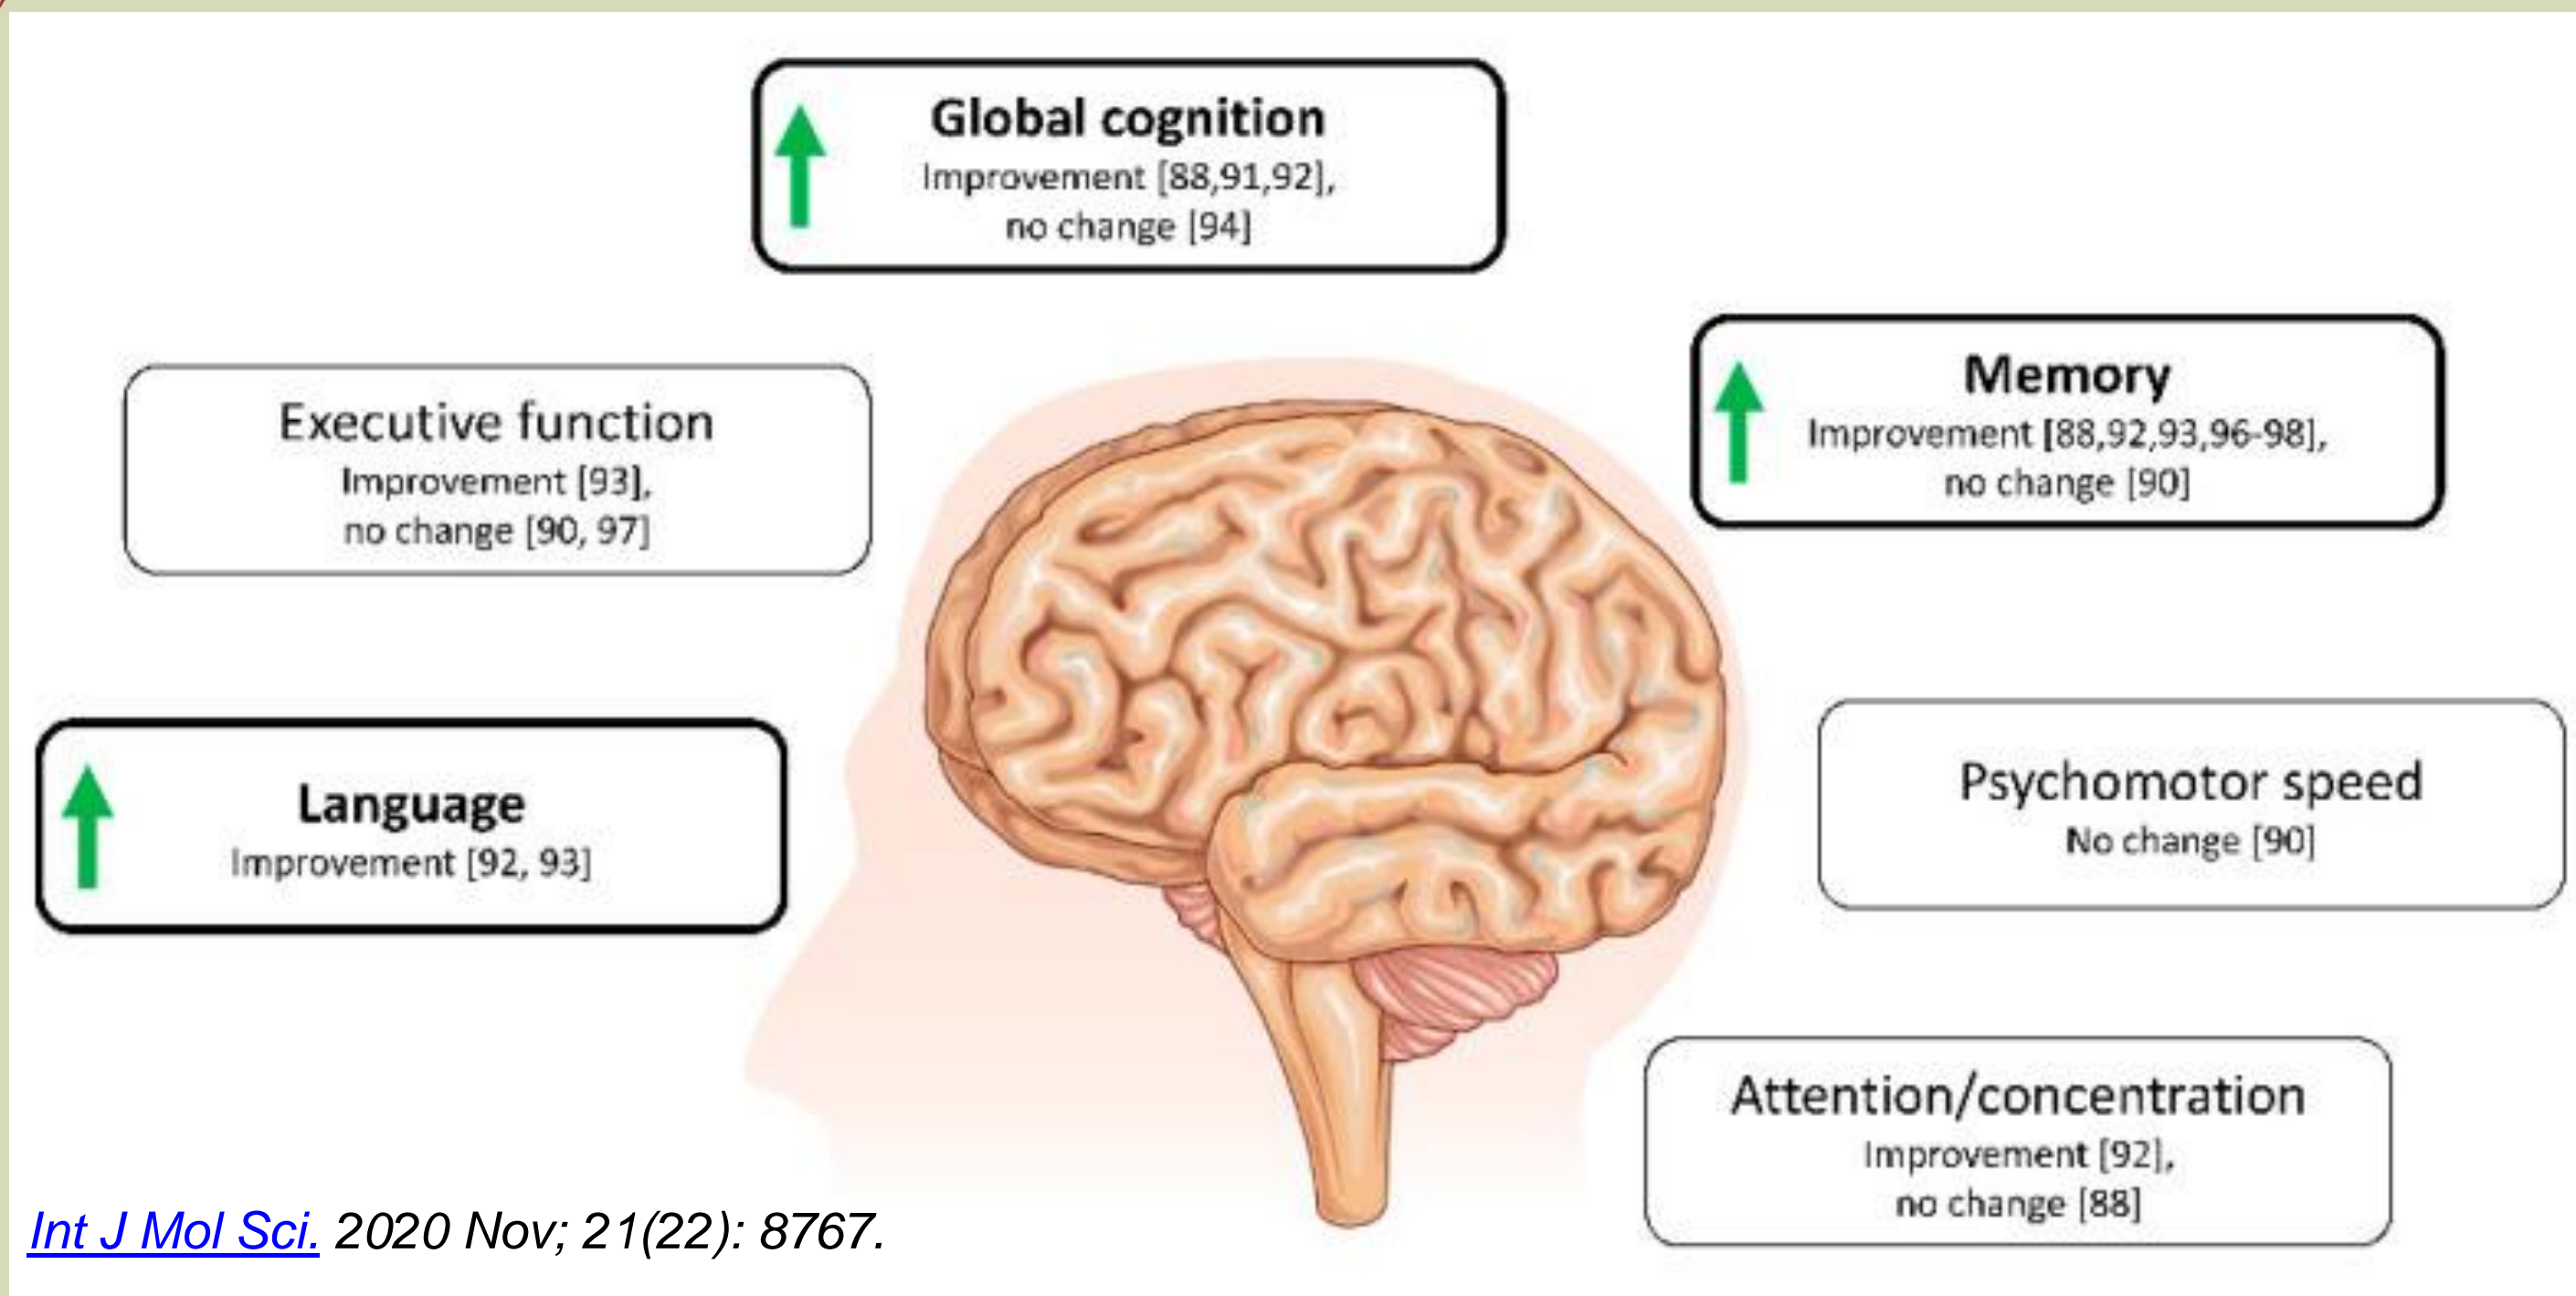 Global cognition
Improvement [88,91,92],
no change [94]
Executive function
Improvement [93],
no change [90, 97]
Memory
Improvement [88,92,93,96-98],
no change [90]
Language
Improvement [92, 93]
Psychomotor speed
No change [90]
Attention/concentration
Improvement [92],
no change [88]
Int J Mol Sci. 2020 Nov; 21(22): 8767.